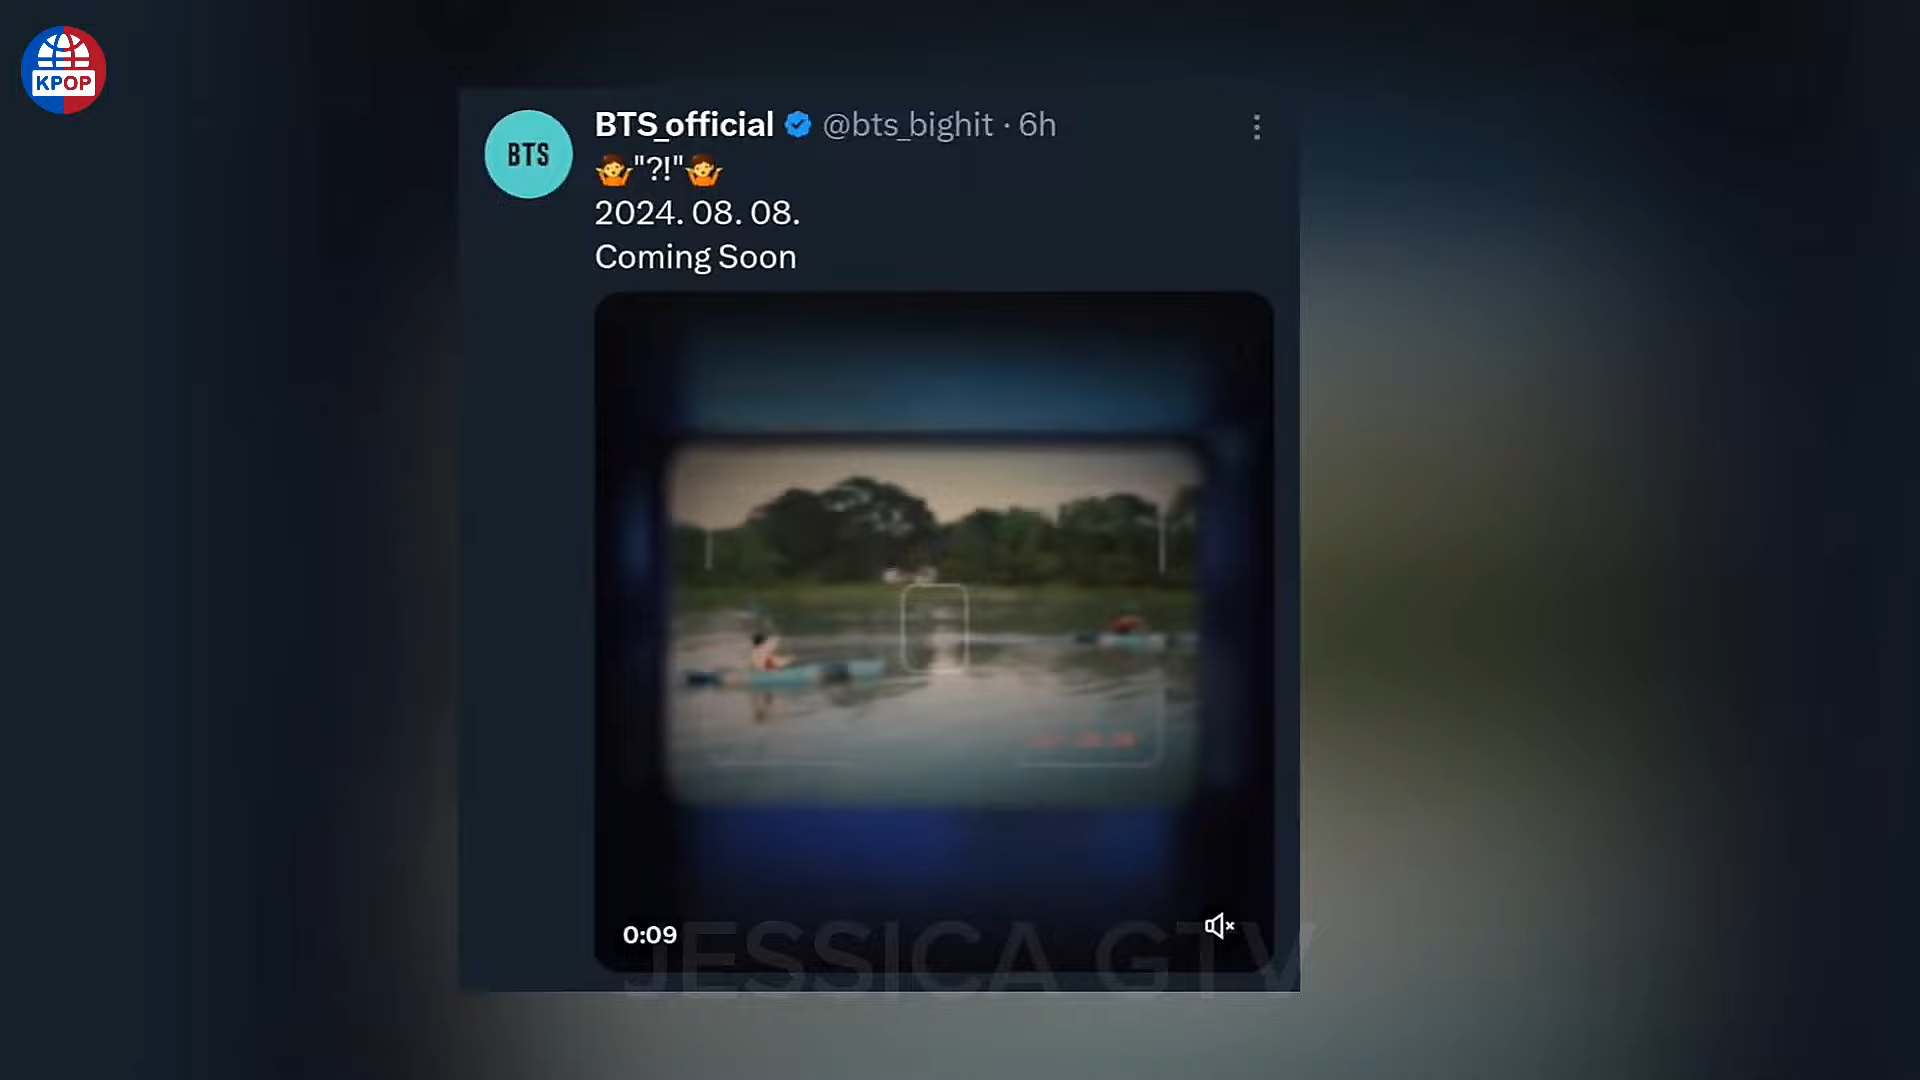 KPOP
BTS
BTS_official @bts_bighit · 6h
🤷"?!"🤷
2024. 08. 08.
Coming Soon
0:09
JESSICA GTV